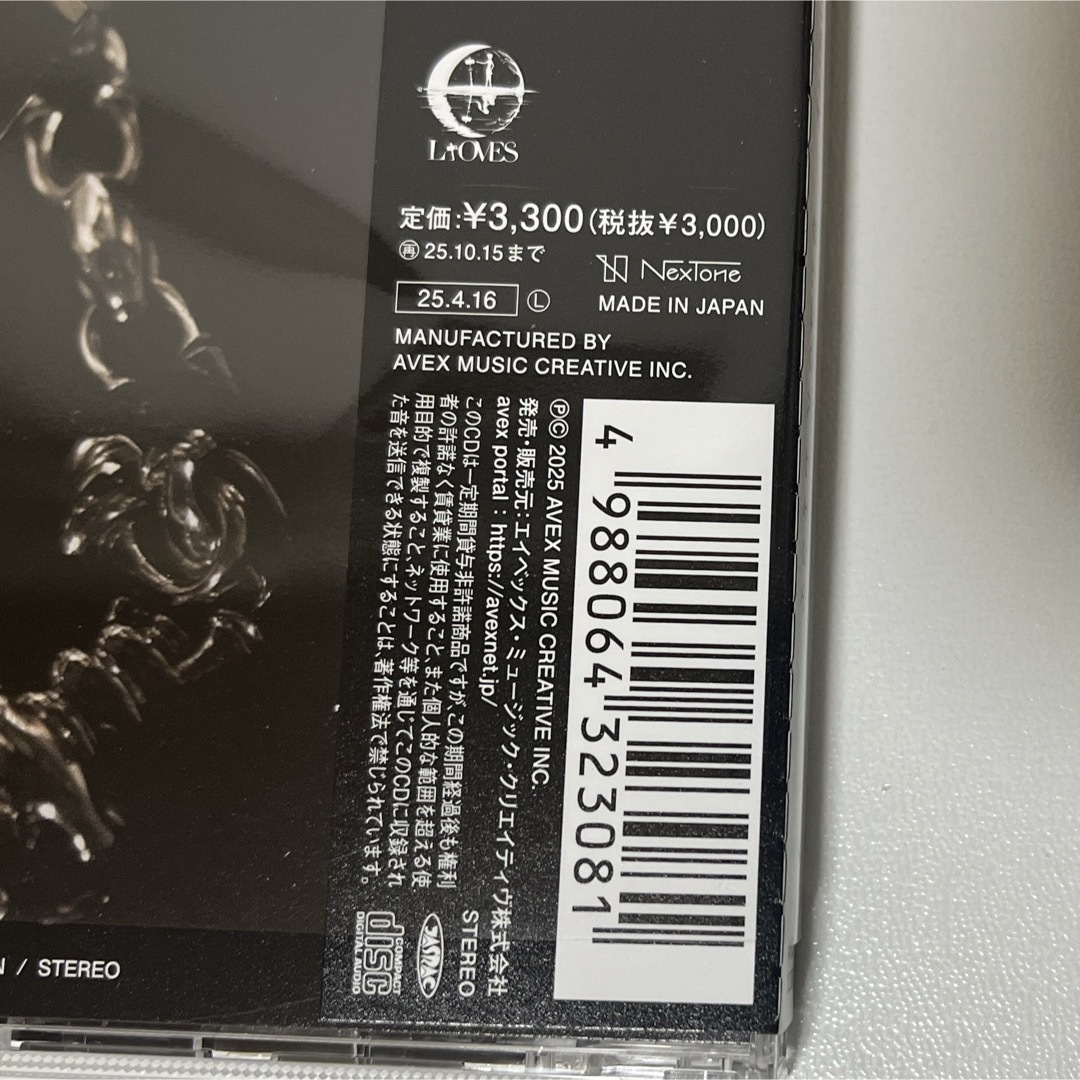 LOVES
定価:¥3,300(税抜¥3,000)
再 25.10.15まで
NexTone
25.4.16 Ⓛ
MADE IN JAPAN
MANUFACTURED BY
AVEX MUSIC CREATIVE INC.
4 988064 323081
ⓅⒸ 2025 AVEX MUSIC CREATIVE INC.
発売・販売元:エイベックス・ミュージック・クリエイティヴ株式会社
avex portal : https://avexnet.jp/
このCDは一定期間貸与非許諾商品ですが、この期間経過後も権利
者の許諾なく賃貸業に使用すること、また個人的な範囲を超える使
用目的で複製すること、ネットワーク等を通じてこのCDに収録され
た音を送信できる状態にすることは、著作権法で禁じられています。
STEREO
JASRAC
COMPACT
disc
DIGITAL AUDIO
N / STEREO